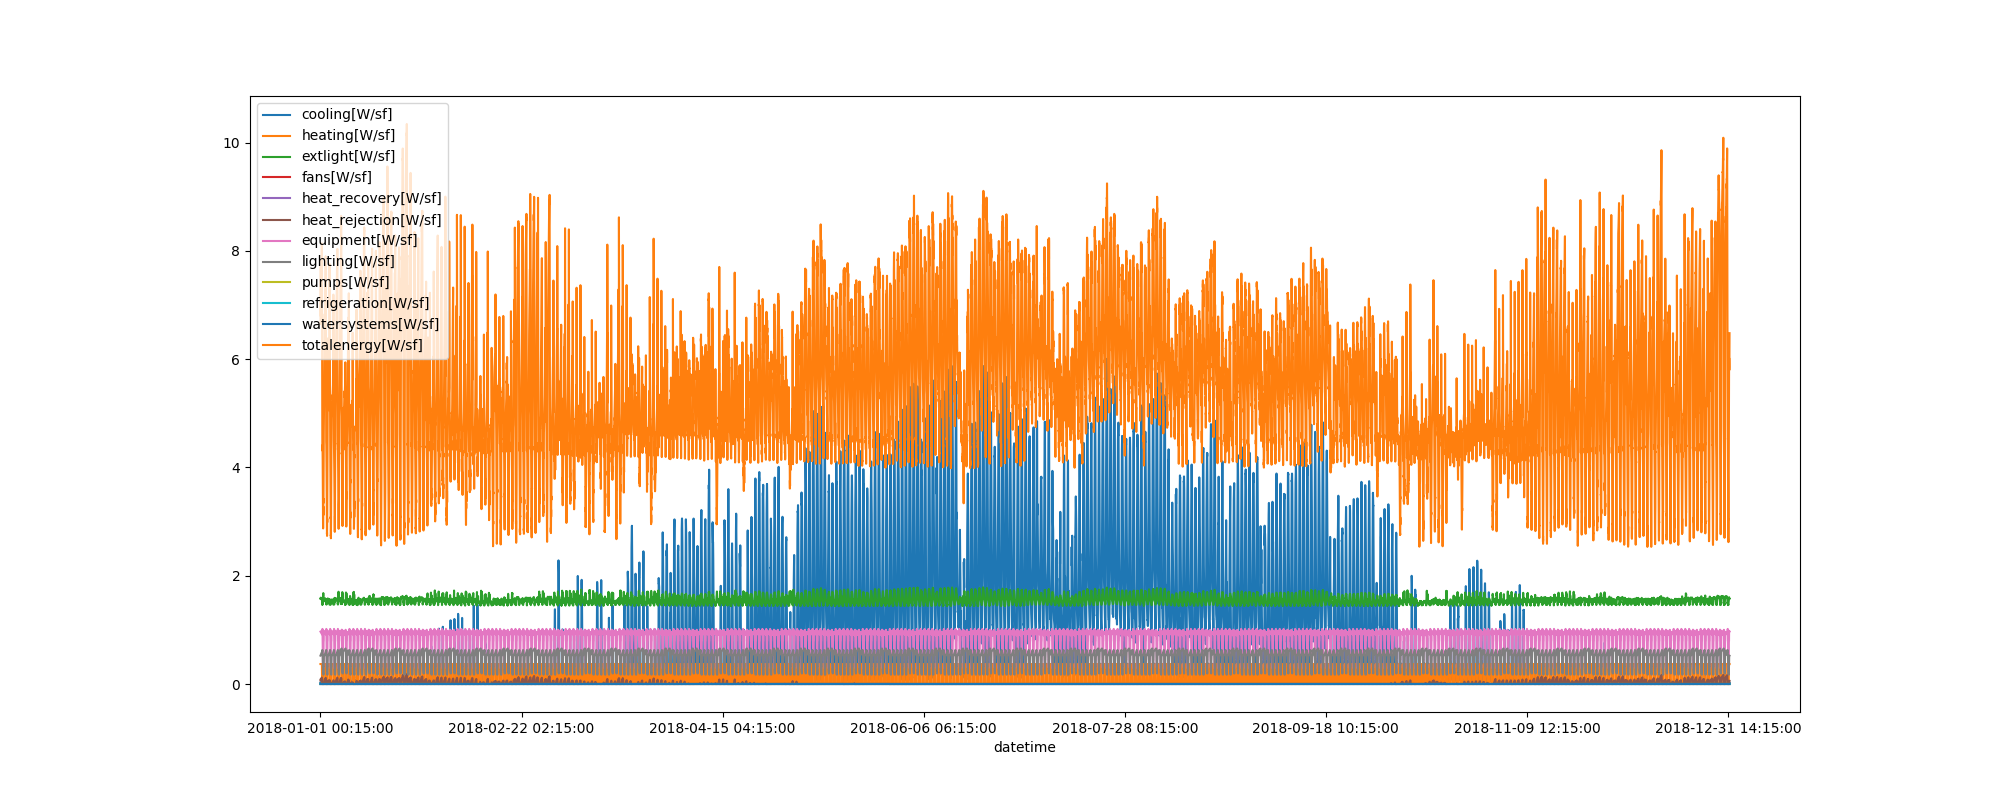 cooling[W/sf]
heating[W/sf]
extlight[W/sf]
fans[W/sf]
heat_recovery[W/sf]
heat_rejection[W/sf]
equipment[W/sf]
lighting[W/sf]
pumps[W/sf]
refrigeration[W/sf]
watersystems[W/sf]
totalenergy[W/sf]
10
8
6
4
2
0
2018-01-01 00:15:00 2018-02-22 02:15:00 2018-04-15 04:15:00 2018-06-06 06:15:00 2018-07-28 08:15:00 2018-09-18 10:15:00 2018-11-09 12:15:00 2018-12-31 14:15:00
datetime